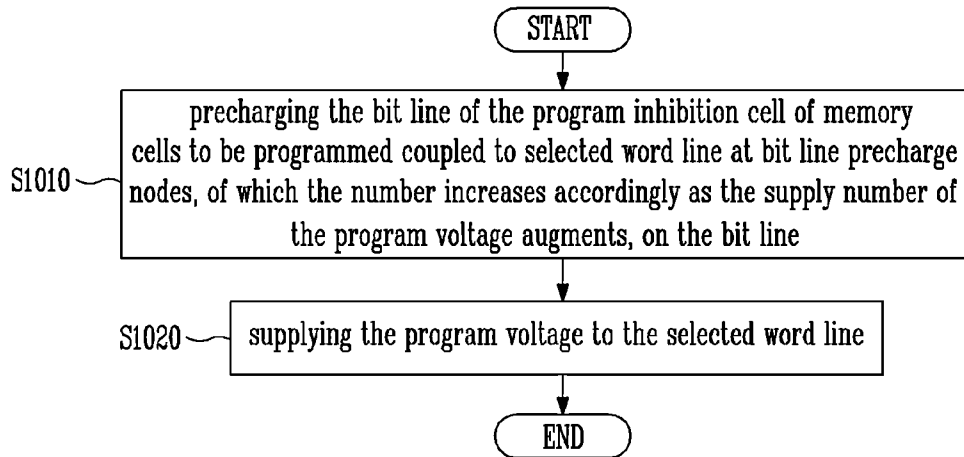 START
precharging the bit line of the program inhibition cell of memory
cells to be programmed coupled to selected word line at bit line precharge
nodes, of which the number increases accordingly as the supply number of
the program voltage augments, on the bit line
S1010
supplying the program voltage to the selected word line
S1020
END